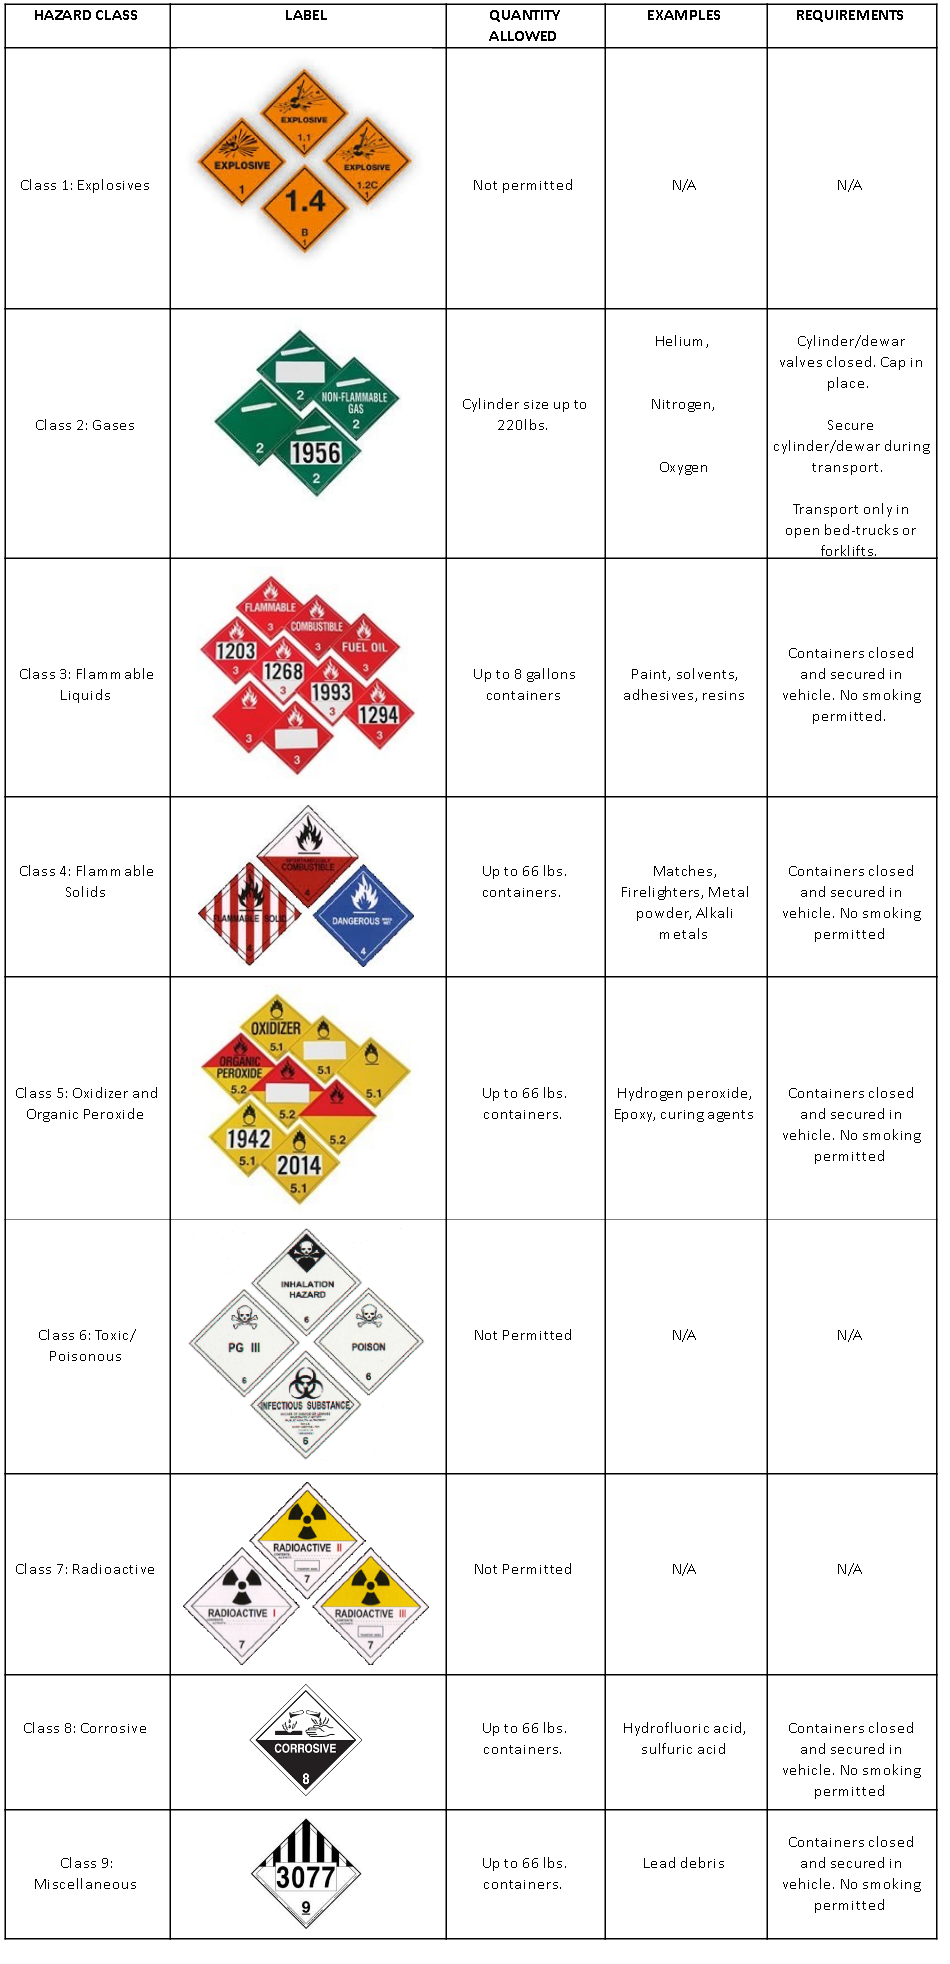 HAZARD CLASS
LABEL
QUANTITY
ALLOWED
EXAMPLES
REQUIREMENTS
Class 1: Explosives
EXPLOSIVE
1.1
1
EXPLOSIVE
1
EXPLOSIVE
1.2C
1
1.4
B
1
Not permitted
N/A
N/A
Class 2: Gases
2
NON-FLAMMABLE
GAS
2
2
1956
2
Cylinder size up to
220lbs.
Helium,
Nitrogen,
Oxygen
Cylinder/dewar
valves closed. Cap in
place.
Secure
cylinder/dewar during
transport.
Transport only in
open bed-trucks or
forklifts.
Class 3: Flammable
Liquids
FLAMMABLE
3
COMBUSTIBLE
FUEL OIL
3
1203
3
1268
3
1993
3
1294
3
3
3
Up to 8 gallons
containers
Paint, solvents,
adhesives, resins
Containers closed
and secured in
vehicle. No smoking
permitted.
Class 4: Flammable
Solids
SPONTANEOUSLY
COMBUSTIBLE
4
FLAMMABLE SOLID
4
DANGEROUS
4
Up to 66 lbs.
containers.
Matches,
Firelighters, Metal
powder, Alkali
metals
Containers closed
and secured in
vehicle. No smoking
permitted
Class 5: Oxidizer and
Organic Peroxide
OXIDIZER
5.1
5.1
5.1
ORGANIC
PEROXIDE
5.2
5.2
5.2
1942
5.1
2014
5.1
Up to 66 lbs.
containers.
Hydrogen peroxide,
Epoxy, curing agents
Containers closed
and secured in
vehicle. No smoking
permitted
Class 6: Toxic/
Poisonous
INHALATION
HAZARD
6
PG III
6
POISON
6
INFECTIOUS SUBSTANCE
6
Not Permitted
N/A
N/A
Class 7: Radioactive
RADIOACTIVE II
7
RADIOACTIVE I
7
RADIOACTIVE III
7
Not Permitted
N/A
N/A
Class 8: Corrosive
CORROSIVE
8
Up to 66 lbs.
containers.
Hydrofluoric acid,
sulfuric acid
Containers closed
and secured in
vehicle. No smoking
permitted
Class 9:
Miscellaneous
3077
9
Up to 66 lbs.
containers.
Lead debris
Containers closed
and secured in
vehicle. No smoking
permitted